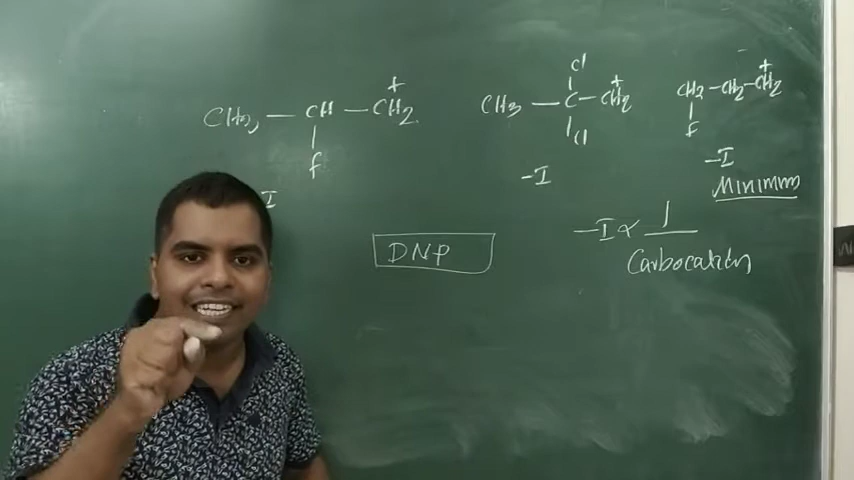 CH3 — CH — CH2 +
f
I
Cl
CH3 — C — CH2 +
Cl
-I
CH2 — CH2 — CH2 +
f
-I
Minimum
DNP
-I ∝ 1
Carbocation